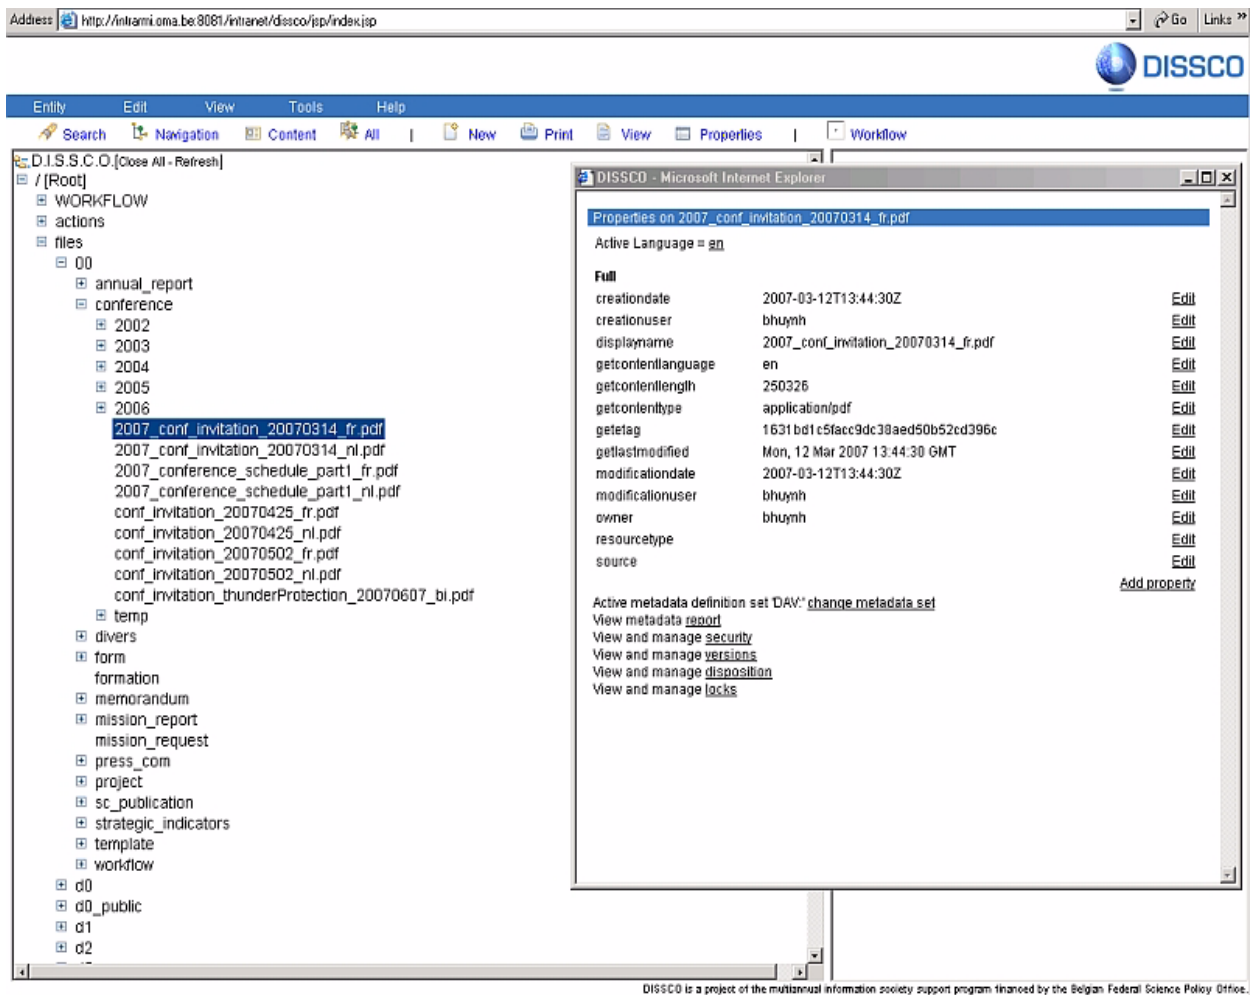 Address http://intrarmi.oma.be:8081/intranet/dissco/jsp/index.jsp Go Links »
DISSCO
Entity Edit View Tools Help
Search Navigation Content All | New Print View Properties | Workflow
D.I.S.S.C.O.[Close All - Refresh]
/ [Root]
WORKFLOW
actions
files
00
annual_report
conference
2002
2003
2004
2005
2006
2007_conf_invitation_20070314_fr.pdf
2007_conf_invitation_20070314_nl.pdf
2007_conference_schedule_part1_fr.pdf
2007_conference_schedule_part1_nl.pdf
conf_invitation_20070425_fr.pdf
conf_invitation_20070425_nl.pdf
conf_invitation_20070502_fr.pdf
conf_invitation_20070502_nl.pdf
conf_invitation_thunderProtection_20070607_bi.pdf
temp
divers
form
formation
memorandum
mission_report
mission_request
press_com
project
sc_publication
strategic_indicators
template
workflow
d0
d0_public
d1
d2
DISSCO - Microsoft Internet Explorer
Properties on 2007_conf_invitation_20070314_fr.pdf
Active Language = en
Full
creationdate 2007-03-12T13:44:30Z Edit
creationuser bhuynh Edit
displayname 2007_conf_invitation_20070314_fr.pdf Edit
getcontentlanguage en Edit
getcontentlength 250326 Edit
getcontenttype application/pdf Edit
getetag 1631bd1c5facc9dc38aed50b52cd396c Edit
getlastmodified Mon, 12 Mar 2007 13:44:30 GMT Edit
modificationdate 2007-03-12T13:44:30Z Edit
modificationuser bhuynh Edit
owner bhuynh Edit
resourcetype Edit
source Edit
Add property
Active metadata definition set 'DAV:' change metadata set
View metadata report
View and manage security
View and manage versions
View and manage disposition
View and manage locks
DISSCO is a project of the multiannual information society support program financed by the Belgian Federal Science Policy Office.